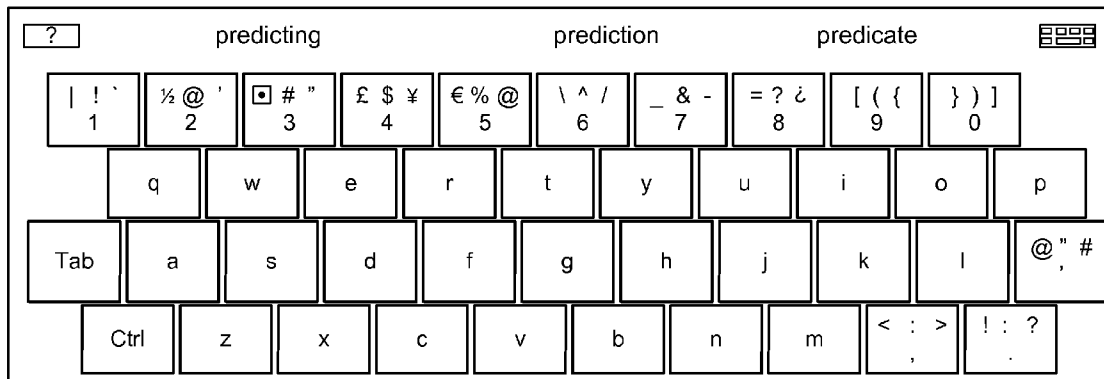 ? predicting prediction predicate
| ! ` ½ @ ' ⊡ # " £ $ ¥ € % @ \ ^ / _ & - = ? ¿ [ ( { } ) ]
1 2 3 4 5 6 7 8 9 0
q w e r t y u i o p
Tab a s d f g h j k l @ " # '
Ctrl z x c v b n m < : > , ! : ? .